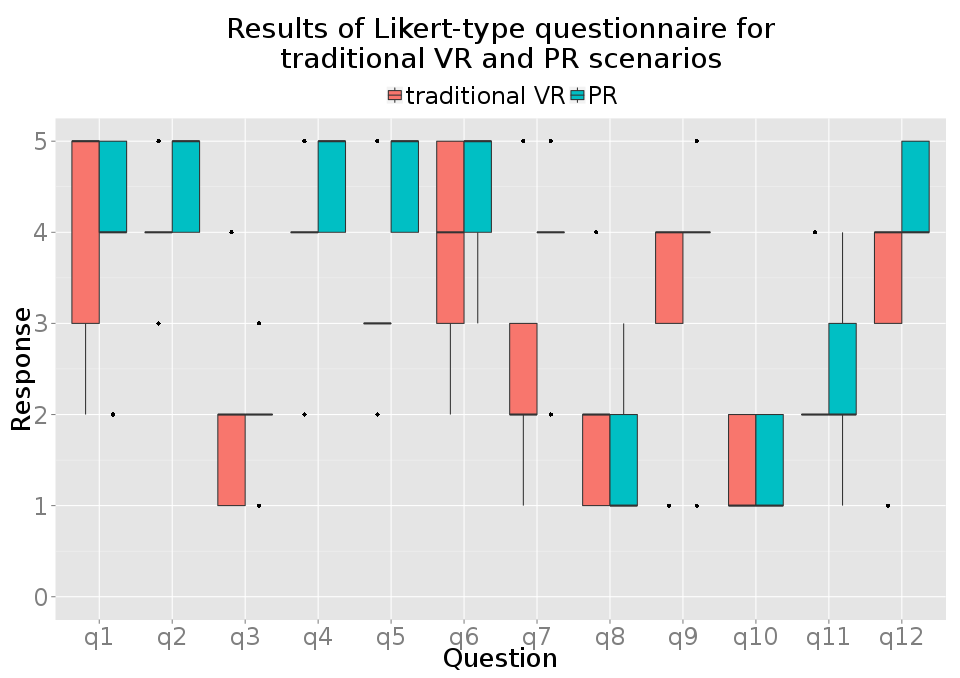 Results of Likert-type questionnaire for
traditional VR and PR scenarios
traditional VR PR
5
4
3
2
1
0
Response
q1 q2 q3 q4 q5 q6 q7 q8 q9 q10 q11 q12
Question